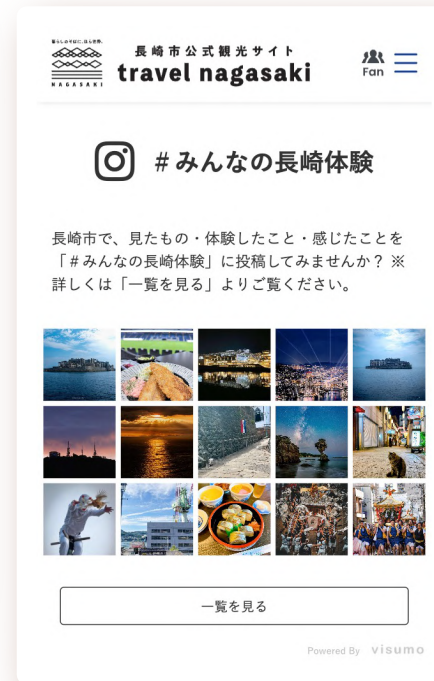 暮らしのそばに、ほら世界。
NAGASAKI
長崎市公式観光サイト
travel nagasaki
Fan
#みんなの長崎体験
長崎市で、見たもの・体験したこと・感じたことを
「#みんなの長崎体験」に投稿してみませんか？ ※
詳しくは「一覧を見る」よりご覧ください。
一覧を見る
Powered By visumo